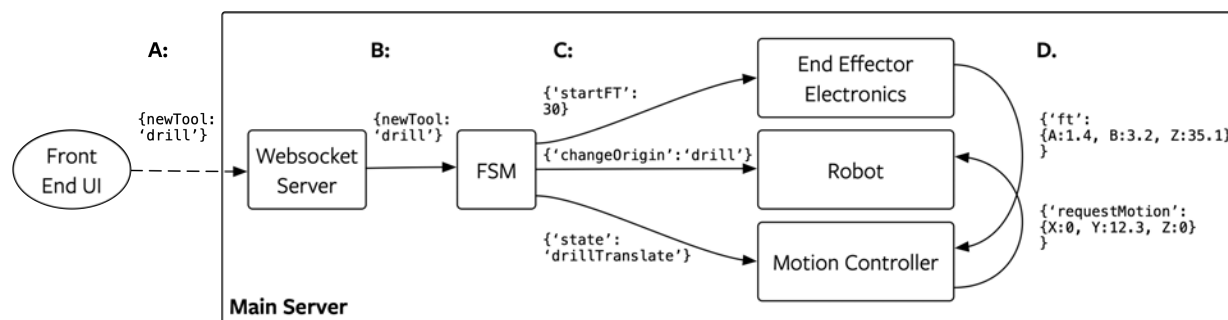 A:
B:
C:
D.
Front
End UI
{newTool:
‘drill’}
Websocket
Server
{newTool:
‘drill’}
FSM
{‘startFT’:
30}
{‘changeOrigin’:‘drill’}
{‘state’:
‘drillTranslate’}
End Effector
Electronics
Robot
Motion Controller
{‘ft’:
{A:1.4, B:3.2, Z:35.1}
}
{‘requestMotion’:
{X:0, Y:12.3, Z:0}
}
Main Server